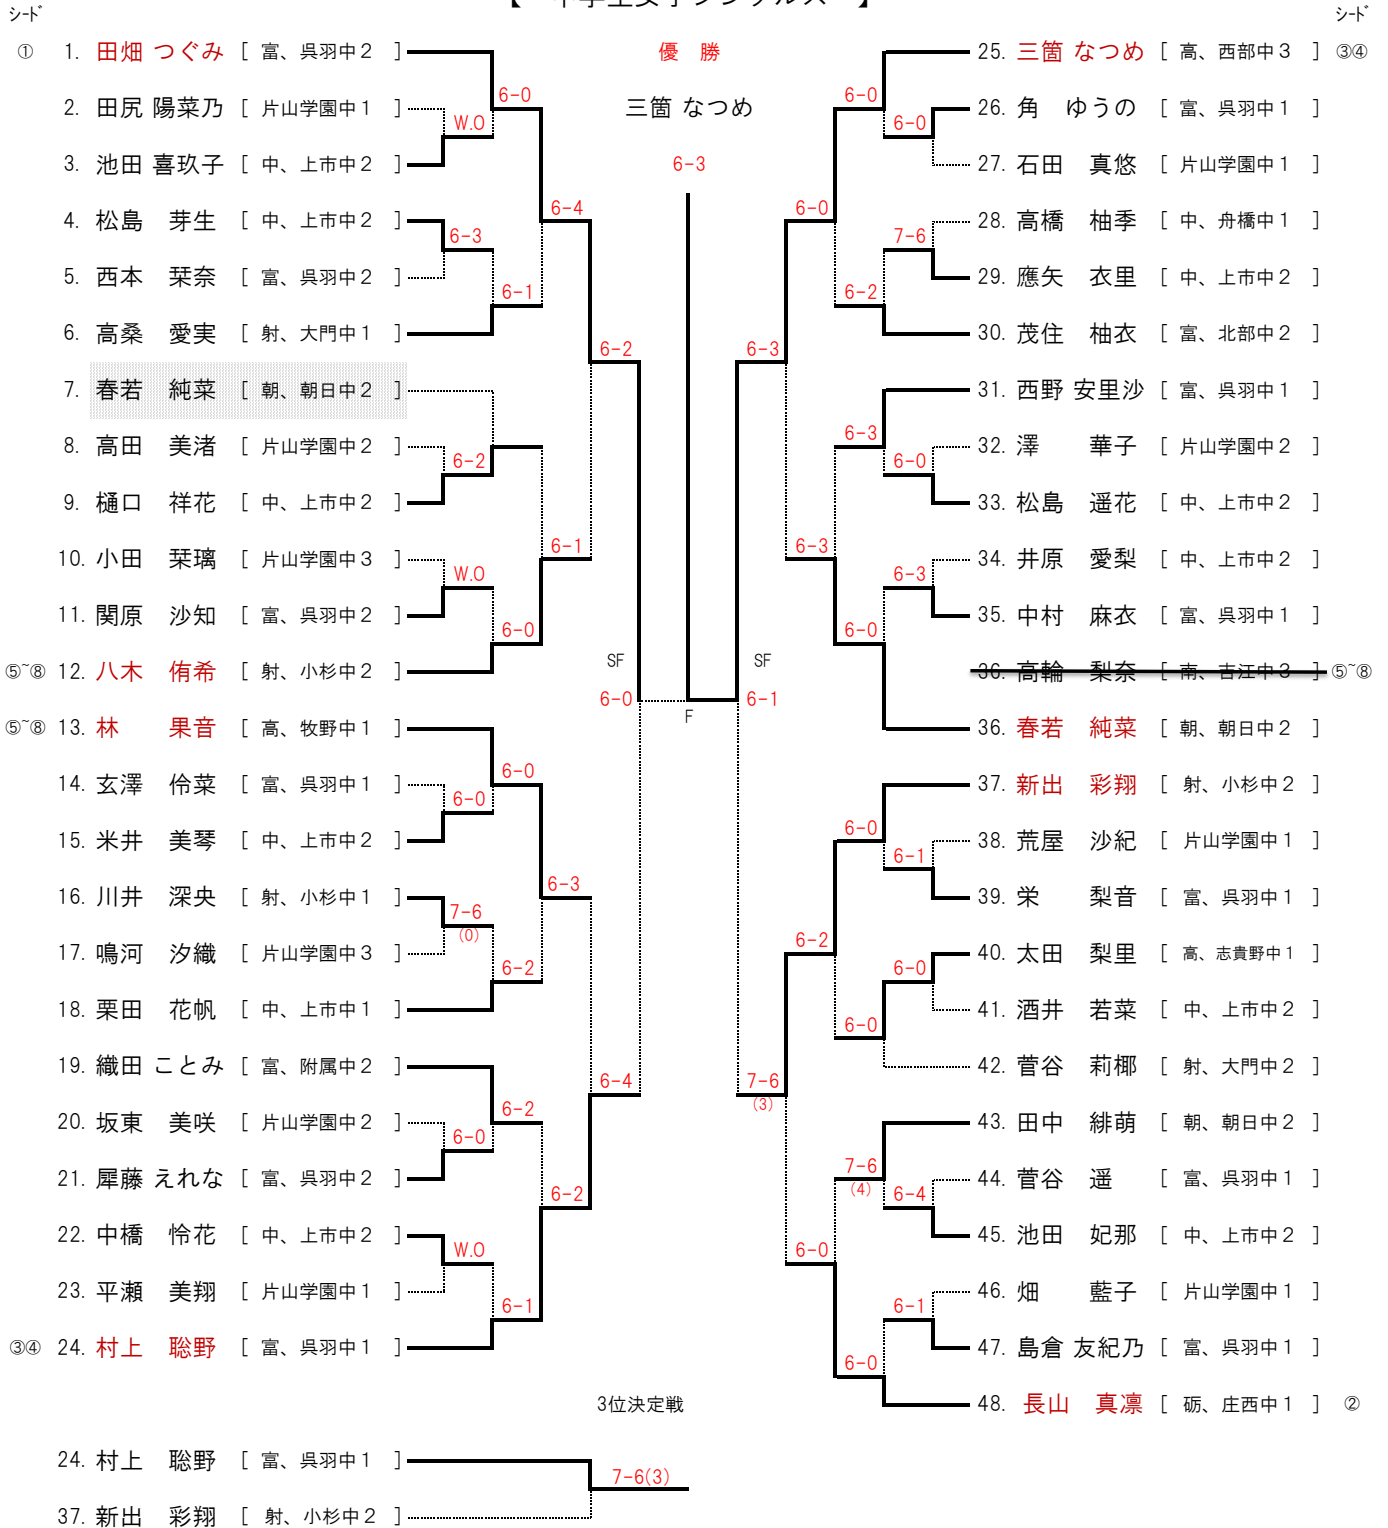 シード
シード
① 1. 田畑 つぐみ [ 富、呉羽中２ ]
2. 田尻 陽菜乃 [ 片山学園中１ ]
3. 池田 喜玖子 [ 中、上市中２ ]
4. 松島 芽生 [ 中、上市中２ ]
5. 西本 栞奈 [ 富、呉羽中２ ]
6. 高桑 愛実 [ 射、大門中１ ]
7. 春若 純菜 [ 朝、朝日中２ ]
8. 高田 美渚 [ 片山学園中２ ]
9. 樋口 祥花 [ 中、上市中２ ]
10. 小田 栞璃 [ 片山学園中３ ]
11. 関原 沙知 [ 富、呉羽中２ ]
⑤~⑧ 12. 八木 侑希 [ 射、小杉中２ ]
⑤~⑧ 13. 林 果音 [ 高、牧野中１ ]
14. 玄澤 伶菜 [ 富、呉羽中１ ]
15. 米井 美琴 [ 中、上市中２ ]
16. 川井 深央 [ 射、小杉中１ ]
17. 鳴河 汐織 [ 片山学園中３ ]
18. 栗田 花帆 [ 中、上市中１ ]
19. 織田 ことみ [ 富、附属中２ ]
20. 坂東 美咲 [ 片山学園中２ ]
21. 犀藤 えれな [ 富、呉羽中２ ]
22. 中橋 怜花 [ 中、上市中２ ]
23. 平瀬 美翔 [ 片山学園中１ ]
③④ 24. 村上 聡野 [ 富、呉羽中１ ]
6-0
W.O
6-4
6-3
6-1
6-2
6-2
6-1
W.O
6-0
SF
6-0
6-0
6-0
6-3
7-6
(0)
6-2
6-4
6-2
6-0
6-2
W.O
6-1
優 勝
三箇 なつめ
6-3
F
6-0
6-0
6-0
7-6
6-2
6-3
6-3
6-0
6-3
6-3
6-0
SF
6-1
6-0
6-1
6-2
6-0
6-0
7-6
(3)
7-6
(4)
6-4
6-0
6-1
6-0
25. 三箇 なつめ [ 高、西部中３ ] ③④
26. 角 ゆうの [ 富、呉羽中１ ]
27. 石田 真悠 [ 片山学園中１ ]
28. 高橋 柚季 [ 中、舟橋中１ ]
29. 應矢 衣里 [ 中、上市中２ ]
30. 茂住 柚衣 [ 富、北部中２ ]
31. 西野 安里沙 [ 富、呉羽中１ ]
32. 澤 華子 [ 片山学園中２ ]
33. 松島 遥花 [ 中、上市中２ ]
34. 井原 愛梨 [ 中、上市中２ ]
35. 中村 麻衣 [ 富、呉羽中１ ]
36. 高輪 梨奈 [ 南、吉江中３ ] ⑤~⑧
36. 春若 純菜 [ 朝、朝日中２ ]
37. 新出 彩翔 [ 射、小杉中２ ]
38. 荒屋 沙紀 [ 片山学園中１ ]
39. 栄 梨音 [ 富、呉羽中１ ]
40. 太田 梨里 [ 高、志貴野中１ ]
41. 酒井 若菜 [ 中、上市中２ ]
42. 菅谷 莉椰 [ 射、大門中２ ]
43. 田中 緋萌 [ 朝、朝日中２ ]
44. 菅谷 遥 [ 富、呉羽中１ ]
45. 池田 妃那 [ 中、上市中２ ]
46. 畑 藍子 [ 片山学園中１ ]
47. 島倉 友紀乃 [ 富、呉羽中１ ]
48. 長山 真凛 [ 砺、庄西中１ ] ②
3位決定戦
24. 村上 聡野 [ 富、呉羽中１ ]
7-6(3)
37. 新出 彩翔 [ 射、小杉中２ ]